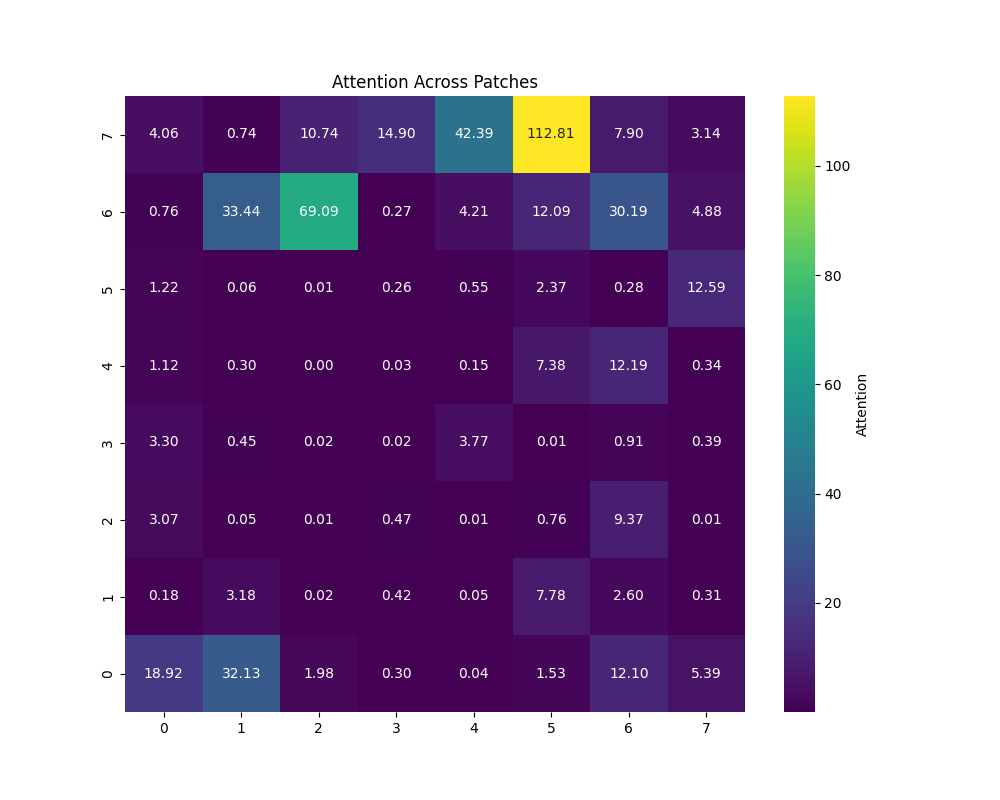 Attention Across Patches
7 4.06 0.74 10.74 14.90 42.39 112.81 7.90 3.14
6 0.76 33.44 69.09 0.27 4.21 12.09 30.19 4.88
5 1.22 0.06 0.01 0.26 0.55 2.37 0.28 12.59
4 1.12 0.30 0.00 0.03 0.15 7.38 12.19 0.34
3 3.30 0.45 0.02 0.02 3.77 0.01 0.91 0.39
2 3.07 0.05 0.01 0.47 0.01 0.76 9.37 0.01
1 0.18 3.18 0.02 0.42 0.05 7.78 2.60 0.31
0 18.92 32.13 1.98 0.30 0.04 1.53 12.10 5.39
0 1 2 3 4 5 6 7
100
80
60
40
20
Attention